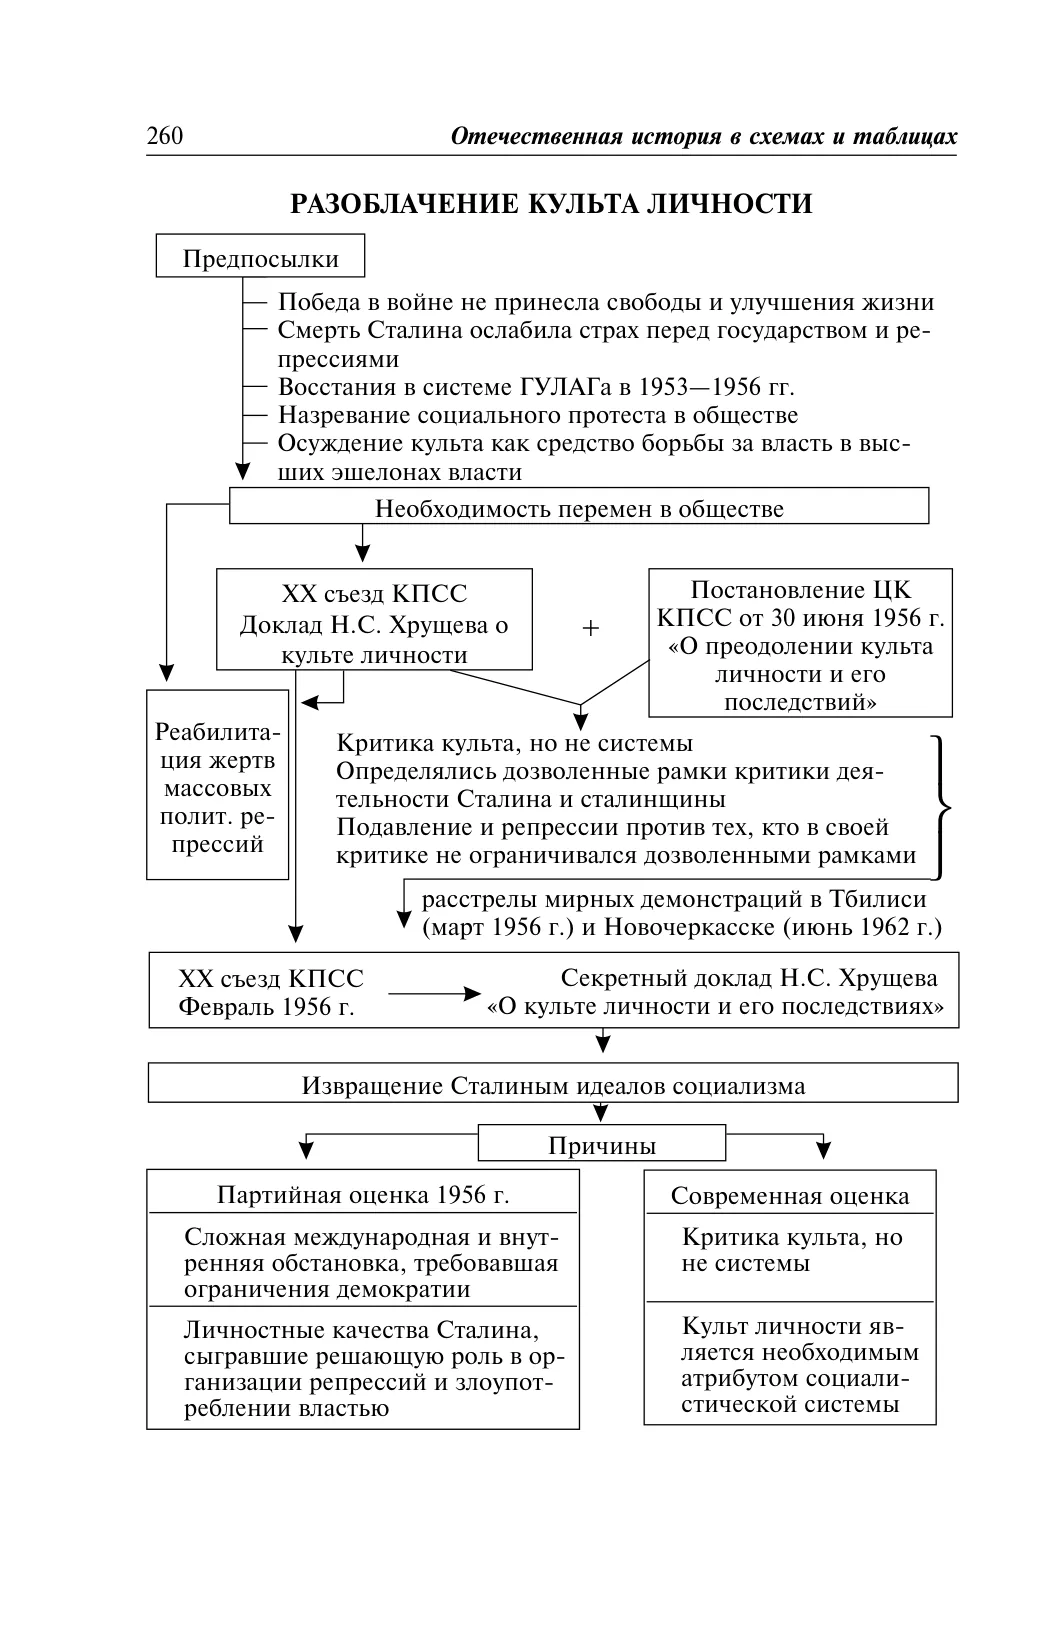 260
Отечественная история в схемах и таблицах
РАЗОБЛАЧЕНИЕ КУЛЬТА ЛИЧНОСТИ
Предпосылки
Победа в войне не принесла свободы и улучшения жизни
Смерть Сталина ослабила страх перед государством и ре-
прессиями
Восстания в системе ГУЛАГа в 1953—1956 гг.
Назревание социального протеста в обществе
Осуждение культа как средство борьбы за власть в выс-
ших эшелонах власти
Необходимость перемен в обществе
XX съезд КПСС
Доклад Н.С. Хрущева о
культе личности
+
Постановление ЦК
КПСС от 30 июня 1956 г.
«О преодолении культа
личности и его
последствий»
Реабилита-
ция жертв
массовых
полит. ре-
прессий
Критика культа, но не системы
Определялись дозволенные рамки критики дея-
тельности Сталина и сталинщины
Подавление и репрессии против тех, кто в своей
критике не ограничивался дозволенными рамками
расстрелы мирных демонстраций в Тбилиси
(март 1956 г.) и Новочеркасске (июнь 1962 г.)
XX съезд КПСС
Февраль 1956 г.
Секретный доклад Н.С. Хрущева
«О культе личности и его последствиях»
Извращение Сталиным идеалов социализма
Причины
Партийная оценка 1956 г.
Сложная международная и внут-
ренняя обстановка, требовавшая
ограничения демократии
Личностные качества Сталина,
сыгравшие решающую роль в ор-
ганизации репрессий и злоупот-
реблении властью
Современная оценка
Критика культа, но
не системы
Культ личности яв-
ляется необходимым
атрибутом социали-
стической системы